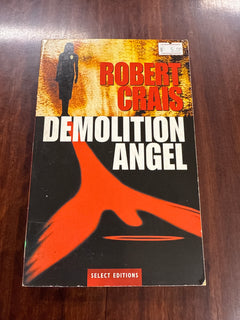 ROBERT
CRAIS
DEMOLITION
ANGEL
SELECT EDITIONS